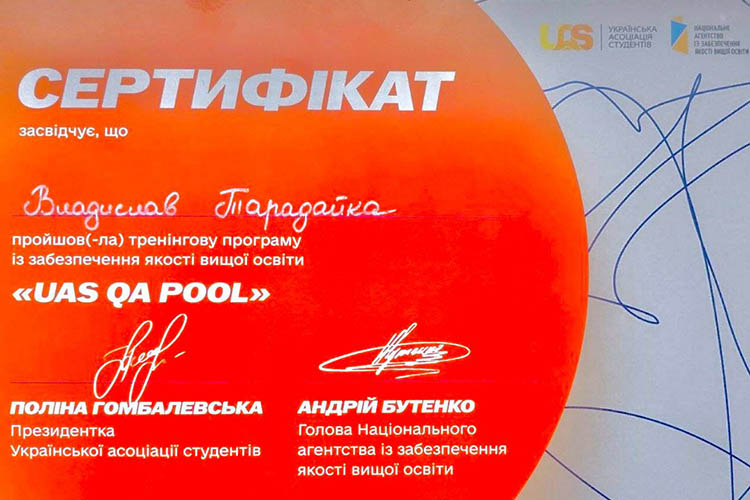 UAS
УКРАЇНСЬКА
АСОЦІАЦІЯ
СТУДЕНТІВ
НАЦІОНАЛЬНЕ
АГЕНТСТВО
ІЗ ЗАБЕЗПЕЧЕННЯ
ЯКОСТІ ВИЩОЇ ОСВІТИ
СЕРТИФІКАТ
засвідчує, що
Владислав Тарадайка
пройшов(-ла) тренінгову програму
із забезпечення якості вищої освіти
«UAS QA POOL»
ПОЛІНА ГОМБАЛЕВСЬКА
Президентка
Української асоціації студентів
АНДРІЙ БУТЕНКО
Голова Національного
агентства із забезпечення
якості вищої освіти